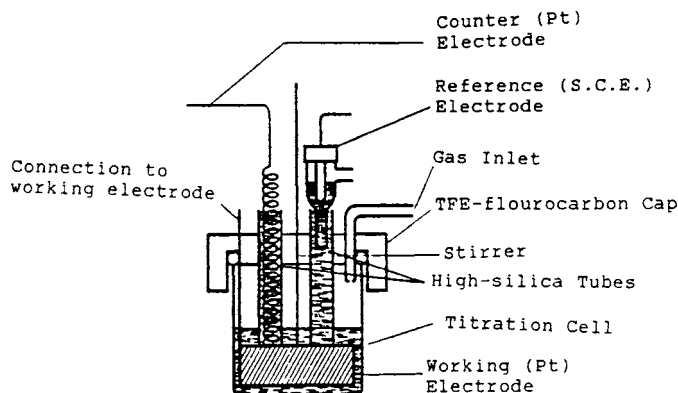 Counter (Pt)
Electrode
Reference (S.C.E.)
Electrode
Connection to
working electrode
Gas Inlet
TFE-flourocarbon Cap
Stirrer
High-silica Tubes
Titration Cell
Working (Pt)
Electrode